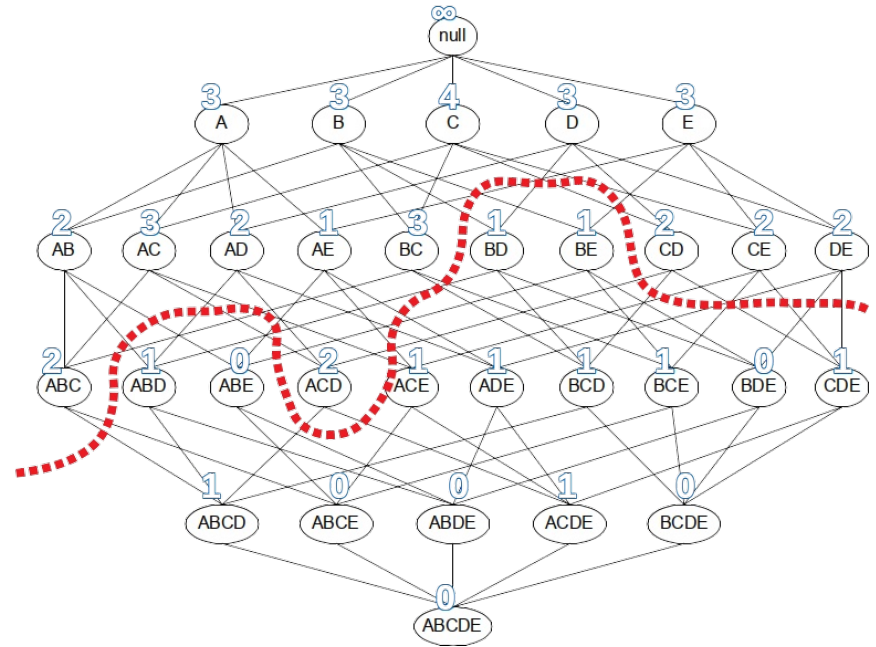 ∞
null
3 3 4 3 3
A B C D E
2 3 2 1 3 1 1 2 2 2
AB AC AD AE BC BD BE CD CE DE
2 1 0 2 1 1 1 1 0 1
ABC ABD ABE ACD ACE ADE BCD BCE BDE CDE
1 0 0 1 0
ABCD ABCE ABDE ACDE BCDE
0
ABCDE